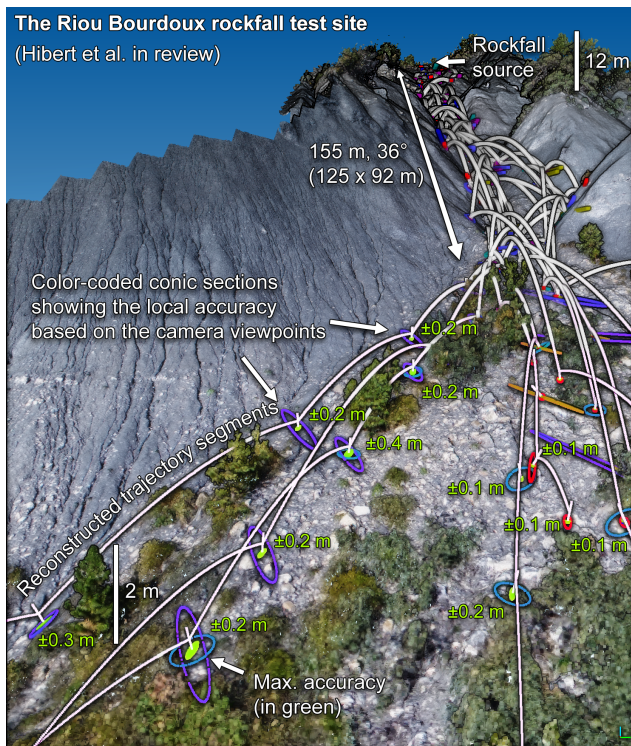 The Riou Bourdoux rockfall test site
(Hibert et al. in review)
Rockfall
source
12 m
155 m, 36°
(125 x 92 m)
Color-coded conic sections
showing the local accuracy
based on the camera viewpoints
±0.2 m
±0.2 m
±0.2 m
±0.4 m
±0.1 m
±0.1 m
±0.1 m
±0.1 m
Reconstructed trajectory segments
±0.2 m
2 m
±0.2 m
±0.2 m
±0.3 m
Max. accuracy
(in green)